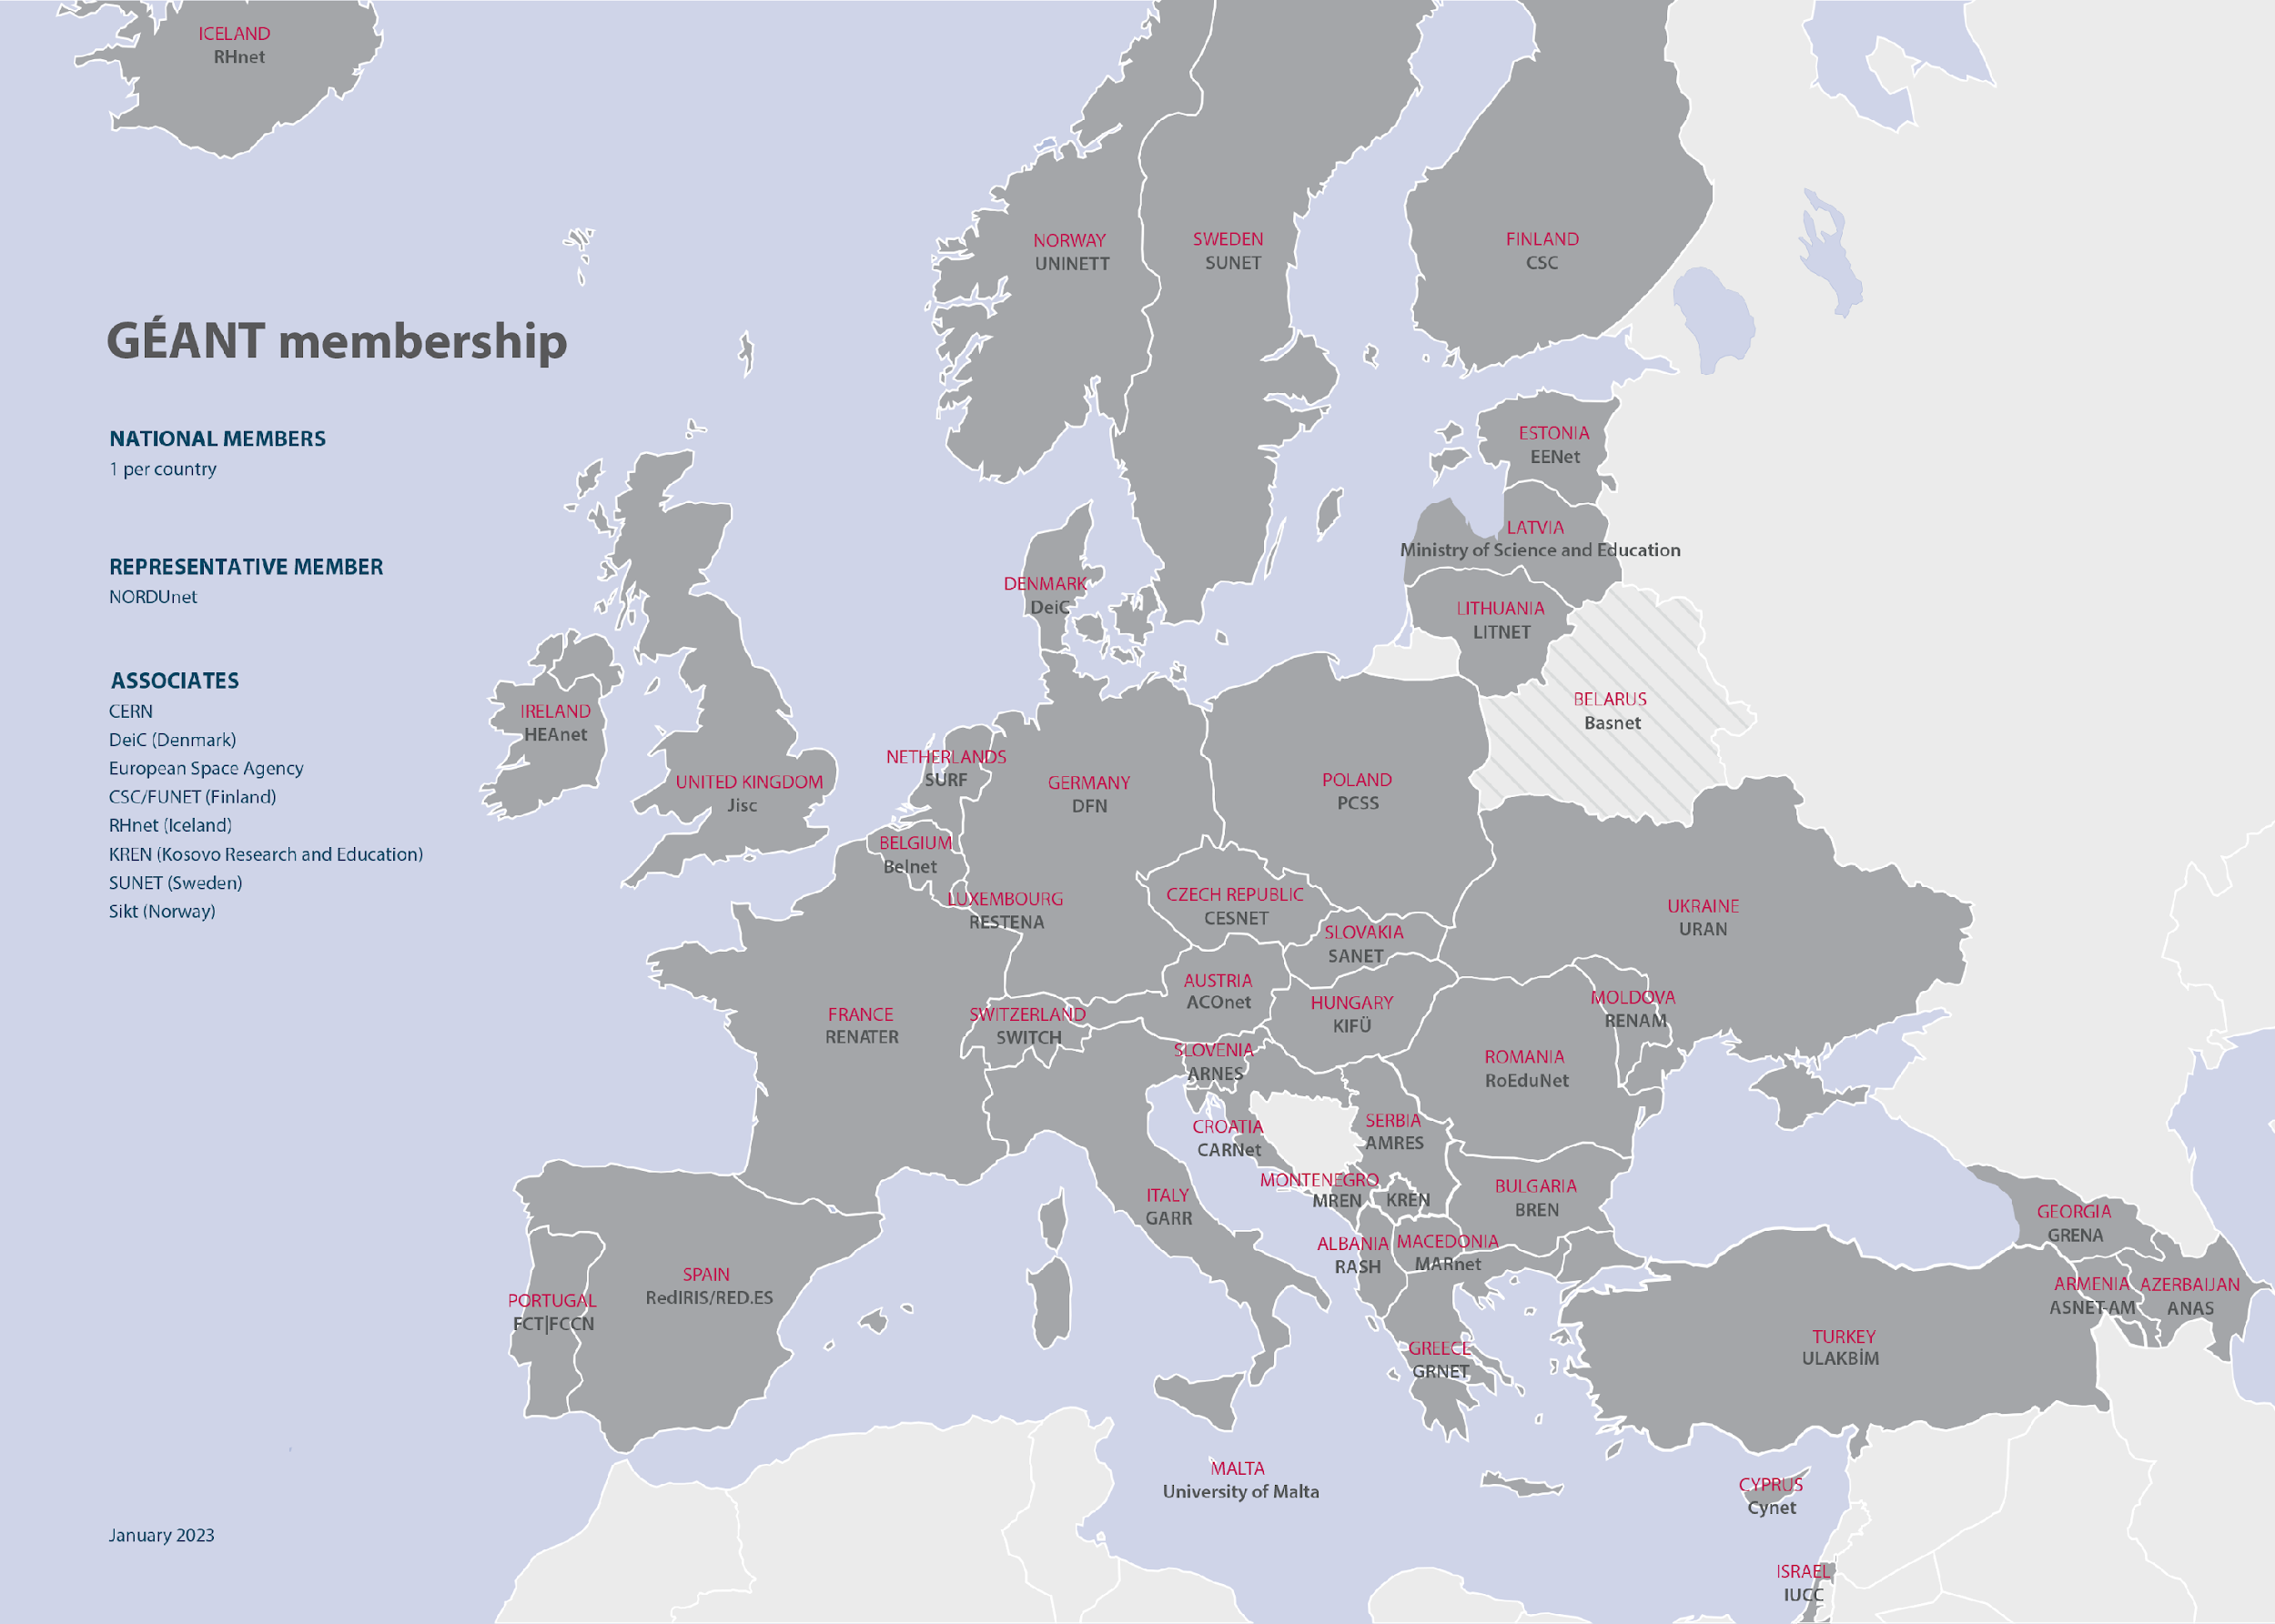 ICELAND
RHnet
NORWAY
UNINETT
SWEDEN
SUNET
FINLAND
CSC
GÉANT membership
NATIONAL MEMBERS
1 per country
REPRESENTATIVE MEMBER
NORDUnet
ASSOCIATES
CERN
DeiC (Denmark)
European Space Agency
CSC/FUNET (Finland)
RHnet (Iceland)
KREN (Kosovo Research and Education)
SUNET (Sweden)
Sikt (Norway)
ESTONIA
EENet
LATVIA
Ministry of Science and Education
DENMARK
DeiC
LITHUANIA
LITNET
BELARUS
Basnet
IRELAND
HEAnet
UNITED KINGDOM
Jisc
NETHERLANDS
SURF
GERMANY
DFN
POLAND
PCSS
BELGIUM
Belnet
LUXEMBOURG
RESTENA
CZECH REPUBLIC
CESNET
SLOVAKIA
SANET
UKRAINE
URAN
AUSTRIA
ACOnet
HUNGARY
KIFÜ
MOLDOVA
RENAM
FRANCE
RENATER
SWITZERLAND
SWITCH
SLOVENIA
ARNES
ROMANIA
RoEduNet
CROATIA
CARNet
SERBIA
AMRES
MONTENEGRO
MREN
KREN
BULGARIA
BREN
ITALY
GARR
ALBANIA
RASH
MACEDONIA
MARnet
GEORGIA
GRENA
ARMENIA
ASNET-AM
AZERBAIJAN
ANAS
SPAIN
RedIRIS/RED.ES
PORTUGAL
FCT|FCCN
GREECE
GRNET
TURKEY
ULAKBİM
MALTA
University of Malta
CYPRUS
Cynet
ISRAEL
IUCC
January 2023